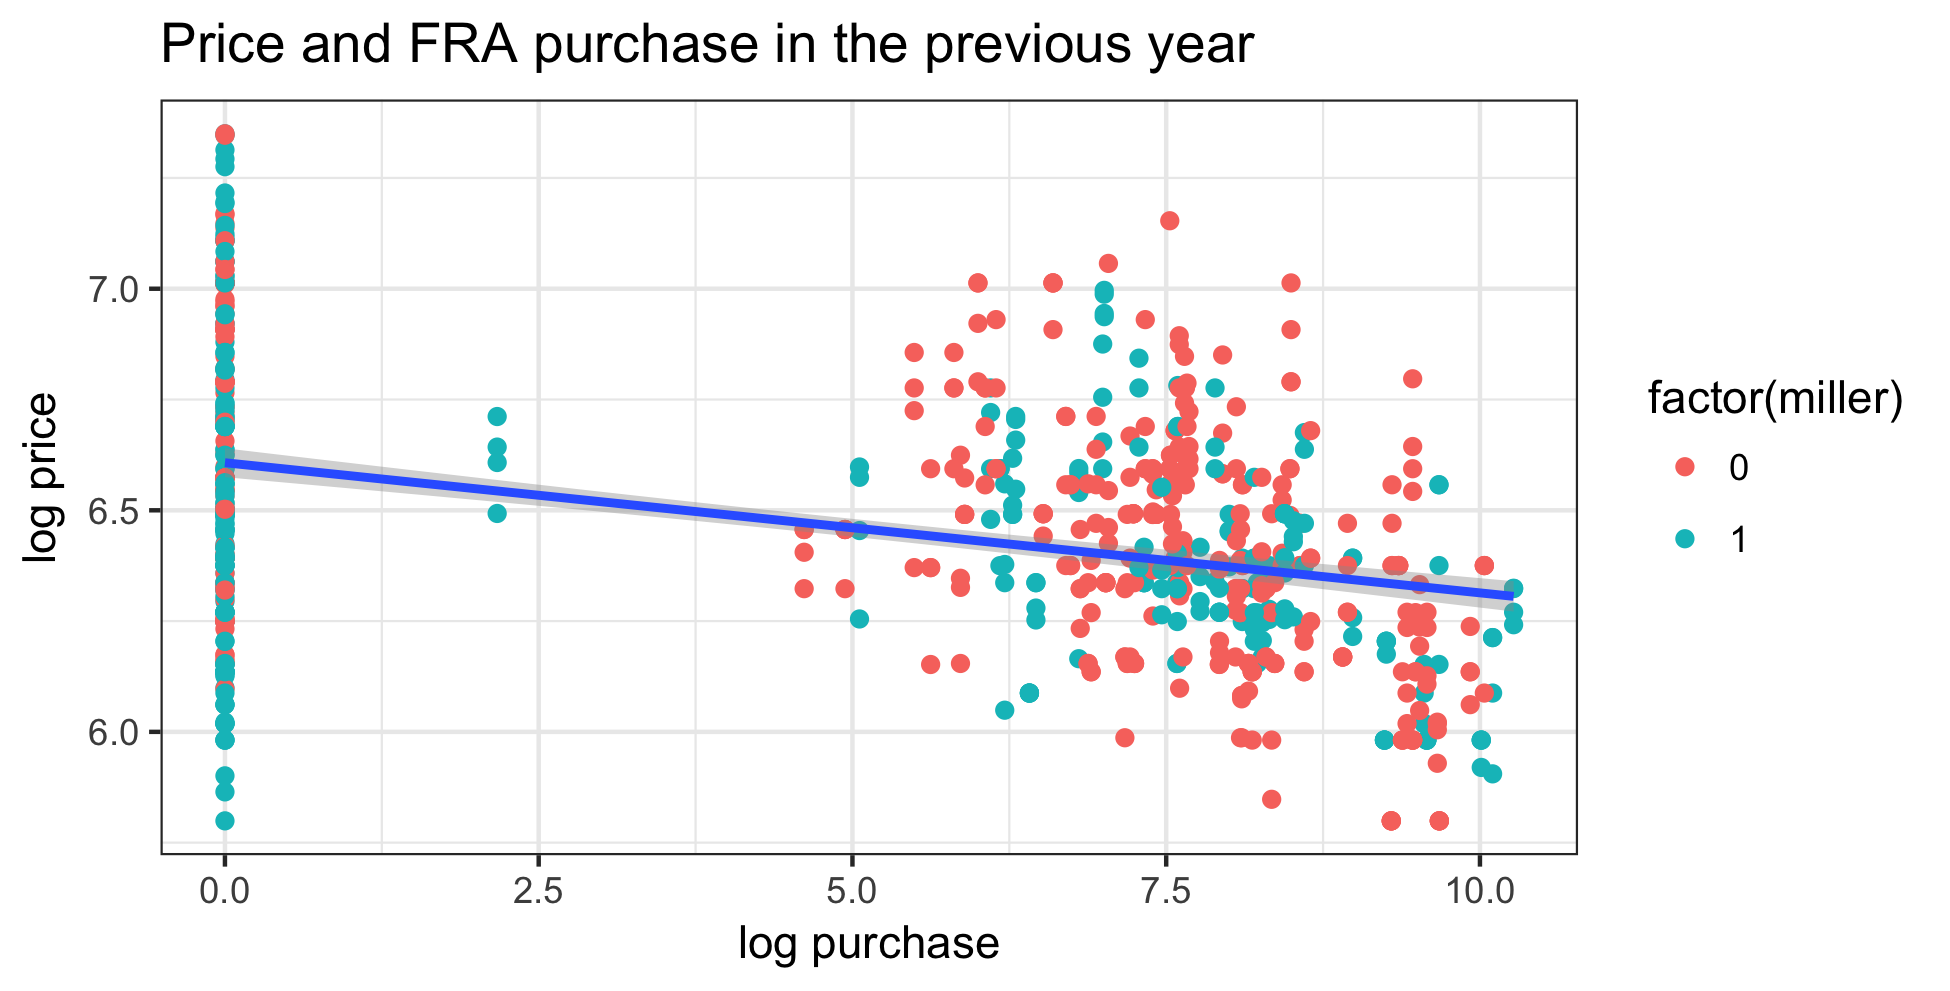 Price and FRA purchase in the previous year
log price
7.0
6.5
6.0
0.0 2.5 5.0 7.5 10.0
log purchase
factor(miller)
0
1